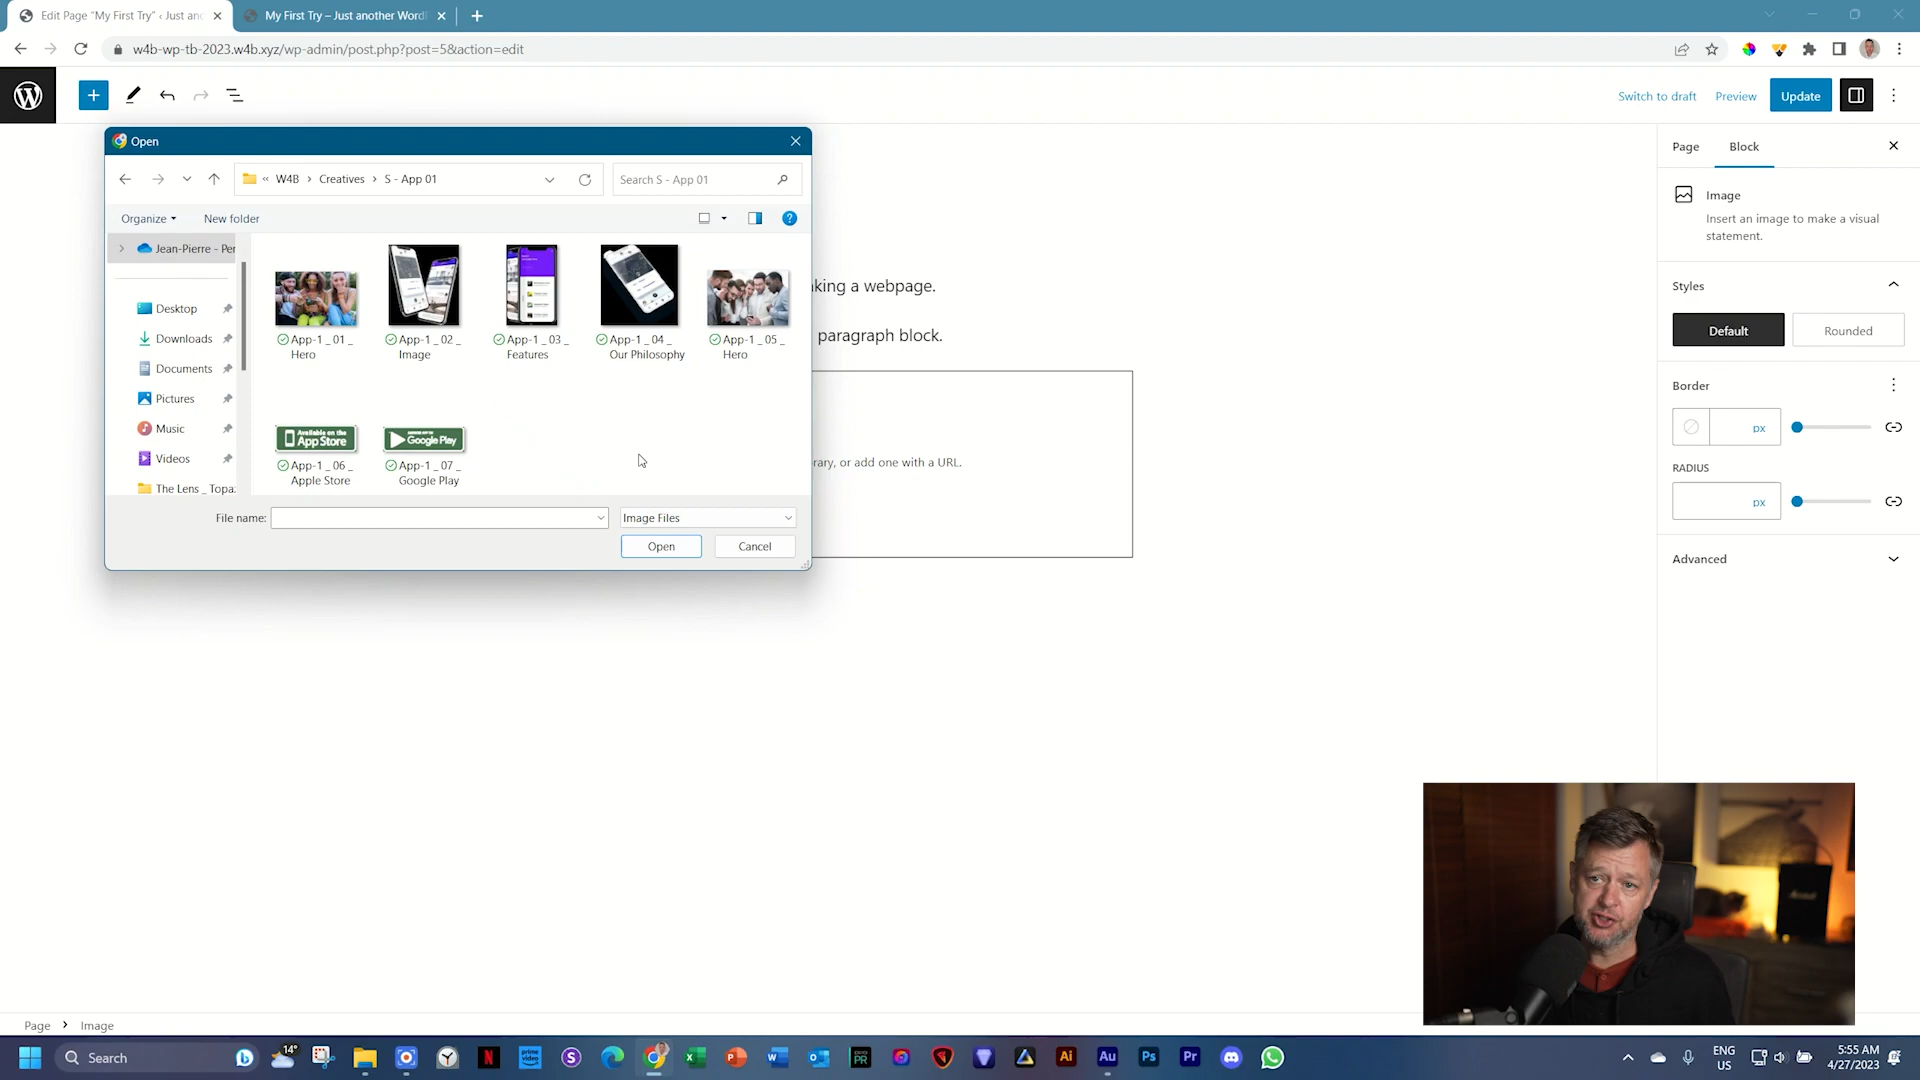 Edit Page "My First Try" ‹ Just ano
My First Try – Just another Word
w4b-wp-tb-2023.w4b.xyz/wp-admin/post.php?post=5&action=edit
Switch to draft
Preview
Update
Open
W4B
Creatives
S - App 01
Search S - App 01
Organize
New folder
Jean-Pierre - Per
Desktop
Downloads
Documents
Pictures
Music
Videos
The Lens _ Topa
App-1 _ 01 _
Hero
App-1 _ 02 _
Image
App-1 _ 03 _
Features
App-1 _ 04 _
Our Philosophy
App-1 _ 05 _
Hero
Available on the
App Store
Google Play
App-1 _ 06 _
Apple Store
App-1 _ 07 _
Google Play
File name:
Image Files
Open
Cancel
king a webpage.
paragraph block.
rary, or add one with a URL.
Page
Block
Image
Insert an image to make a visual
statement.
Styles
Default
Rounded
Border
px
RADIUS
px
Advanced
Page
Image
Search
14°
ENG
US
5:55 AM
4/27/2023